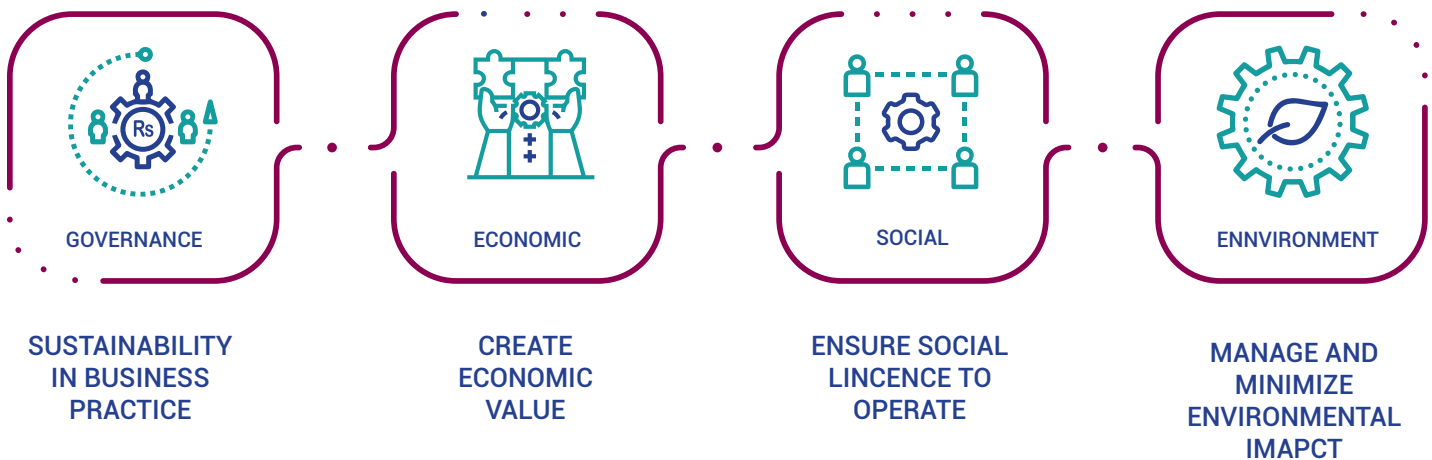 Rs
GOVERNANCE
SUSTAINABILITY
IN BUSINESS
PRACTICE
ECONOMIC
CREATE
ECONOMIC
VALUE
SOCIAL
ENSURE SOCIAL
LINCENCE TO
OPERATE
ENNVIRONMENT
MANAGE AND
MINIMIZE
ENVIRONMENTAL
IMAPCT